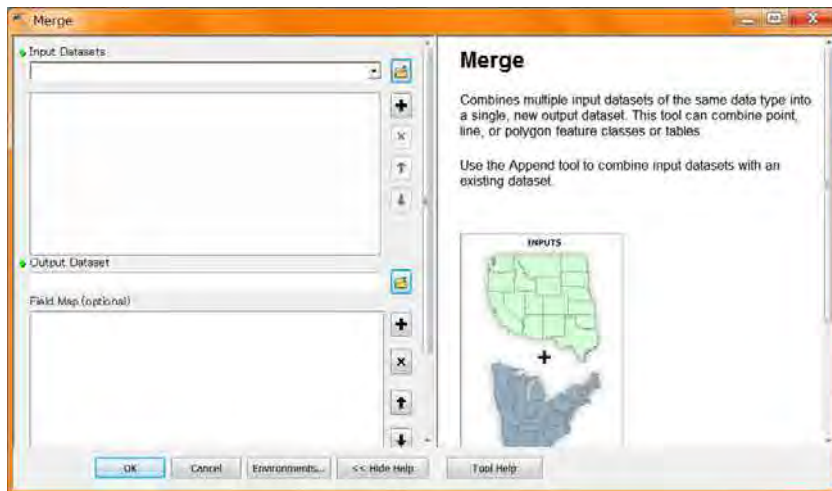 Merge
Input Datasets
Output Dataset
Field Map (optional)
OK
Cancel
Environments...
<< Hide Help
Tool Help
Merge
Combines multiple input datasets of the same data type into
a single, new output dataset. This tool can combine point,
line, or polygon feature classes or tables.
Use the Append tool to combine input datasets with an
existing dataset.
INPUTS
+